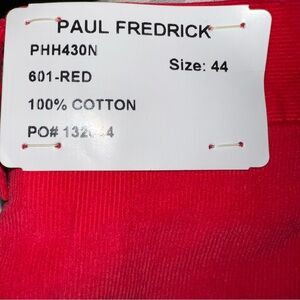 PAUL FREDRICK
PHH430N
Size: 44
601-RED
100% COTTON
PO#